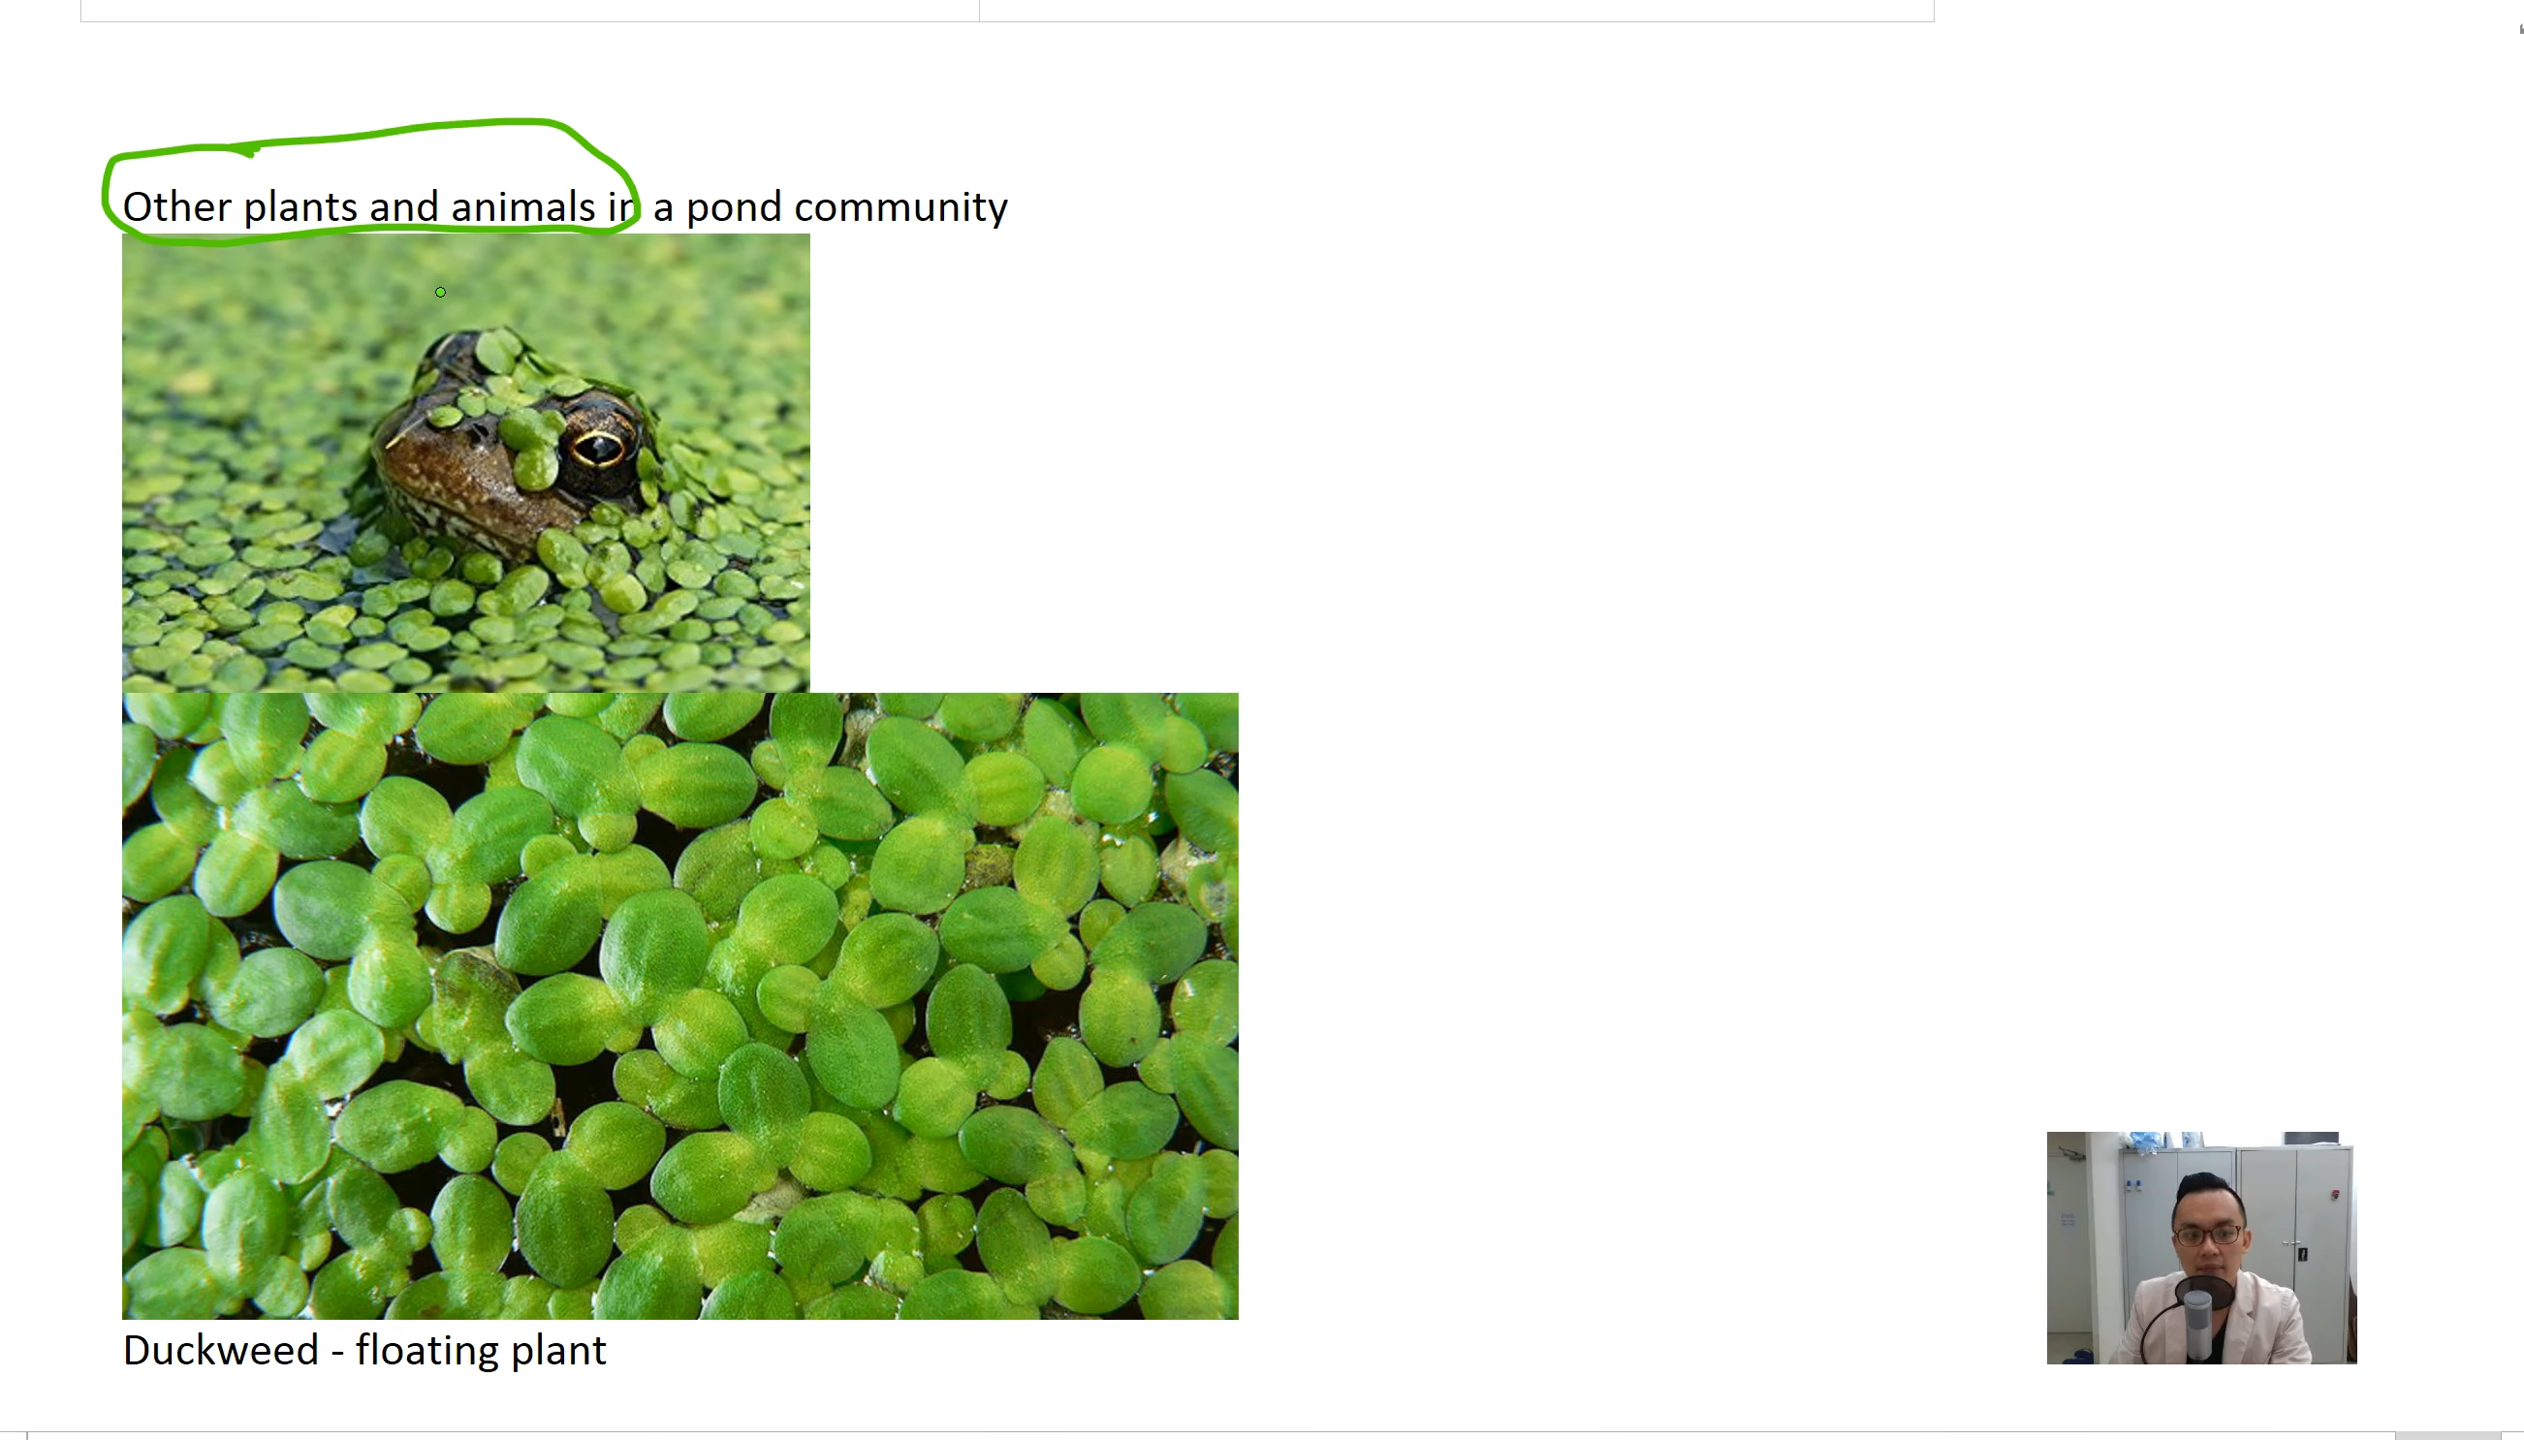 Other plants and animals in a pond community
Duckweed - floating plant